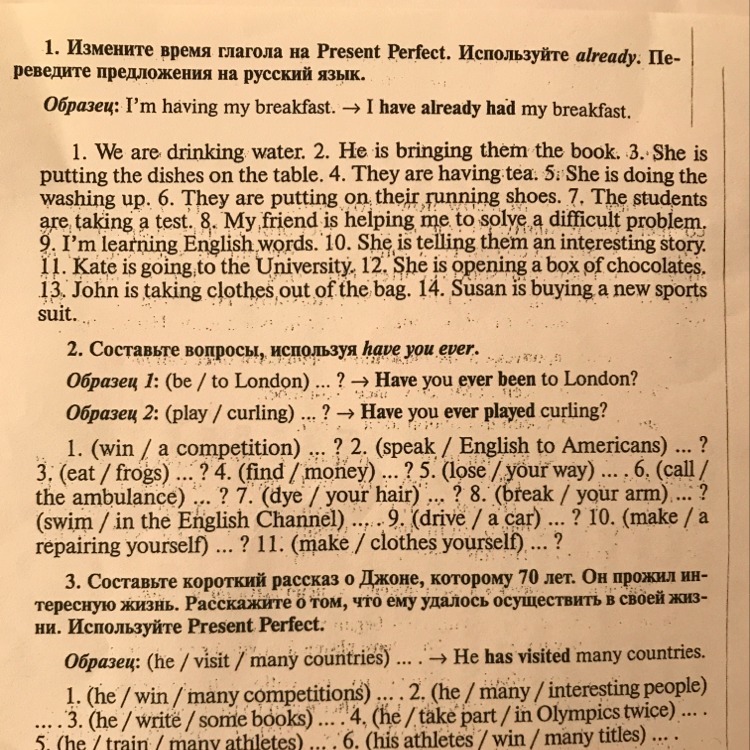 1. Измените время глагола на Present Perfect. Используйте already. Пе-
реведите предложения на русский язык.
Образец: I'm having my breakfast. → I have already had my breakfast.
1. We are drinking water. 2. He is bringing them the book. 3. She is
putting the dishes on the table. 4. They are having tea. 5. She is doing the
washing up. 6. They are putting on their running shoes. 7. The students
are taking a test. 8. My friend is helping me to solve a difficult problem.
9. I'm learning English words. 10. She is telling them an interesting story.
11. Kate is going to the University. 12. She is opening a box of chocolates.
13. John is taking clothes out of the bag. 14. Susan is buying a new sports
suit.
2. Составьте вопросы, используя have you ever.
Образец 1: (be / to London) ... ? → Have you ever been to London?
Образец 2: (play / curling) ... ? → Have you ever played curling?
1. (win / a competition) ... ? 2. (speak / English to Americans) ... ?
3. (eat / frogs) ... ? 4. (find / money) ... ? 5. (lose / your way) ... . 6. (call /
the ambulance) ... ? 7. (dye / your hair) ... ? 8. (break / your arm) ... ?
(swim / in the English Channel) ... . 9. (drive / a car) ... ? 10. (make / a
repairing yourself) ... ? 11. (make / clothes yourself) ... ?
3. Составьте короткий рассказ о Джоне, которому 70 лет. Он прожил ин-
тересную жизнь. Расскажите о том, что ему удалось осуществить в своей жиз-
ни. Используйте Present Perfect.
Образец: (he / visit / many countries) ... . → He has visited many countries.
1. (he / win / many competitions) ... . 2. (he / many / interesting people)
... . 3. (he / write / some books) ... . 4. (he / take part / in Olympics twice) ... .
5. (he / train / many athletes) ... . 6. (his athletes / win / many titles) ... .